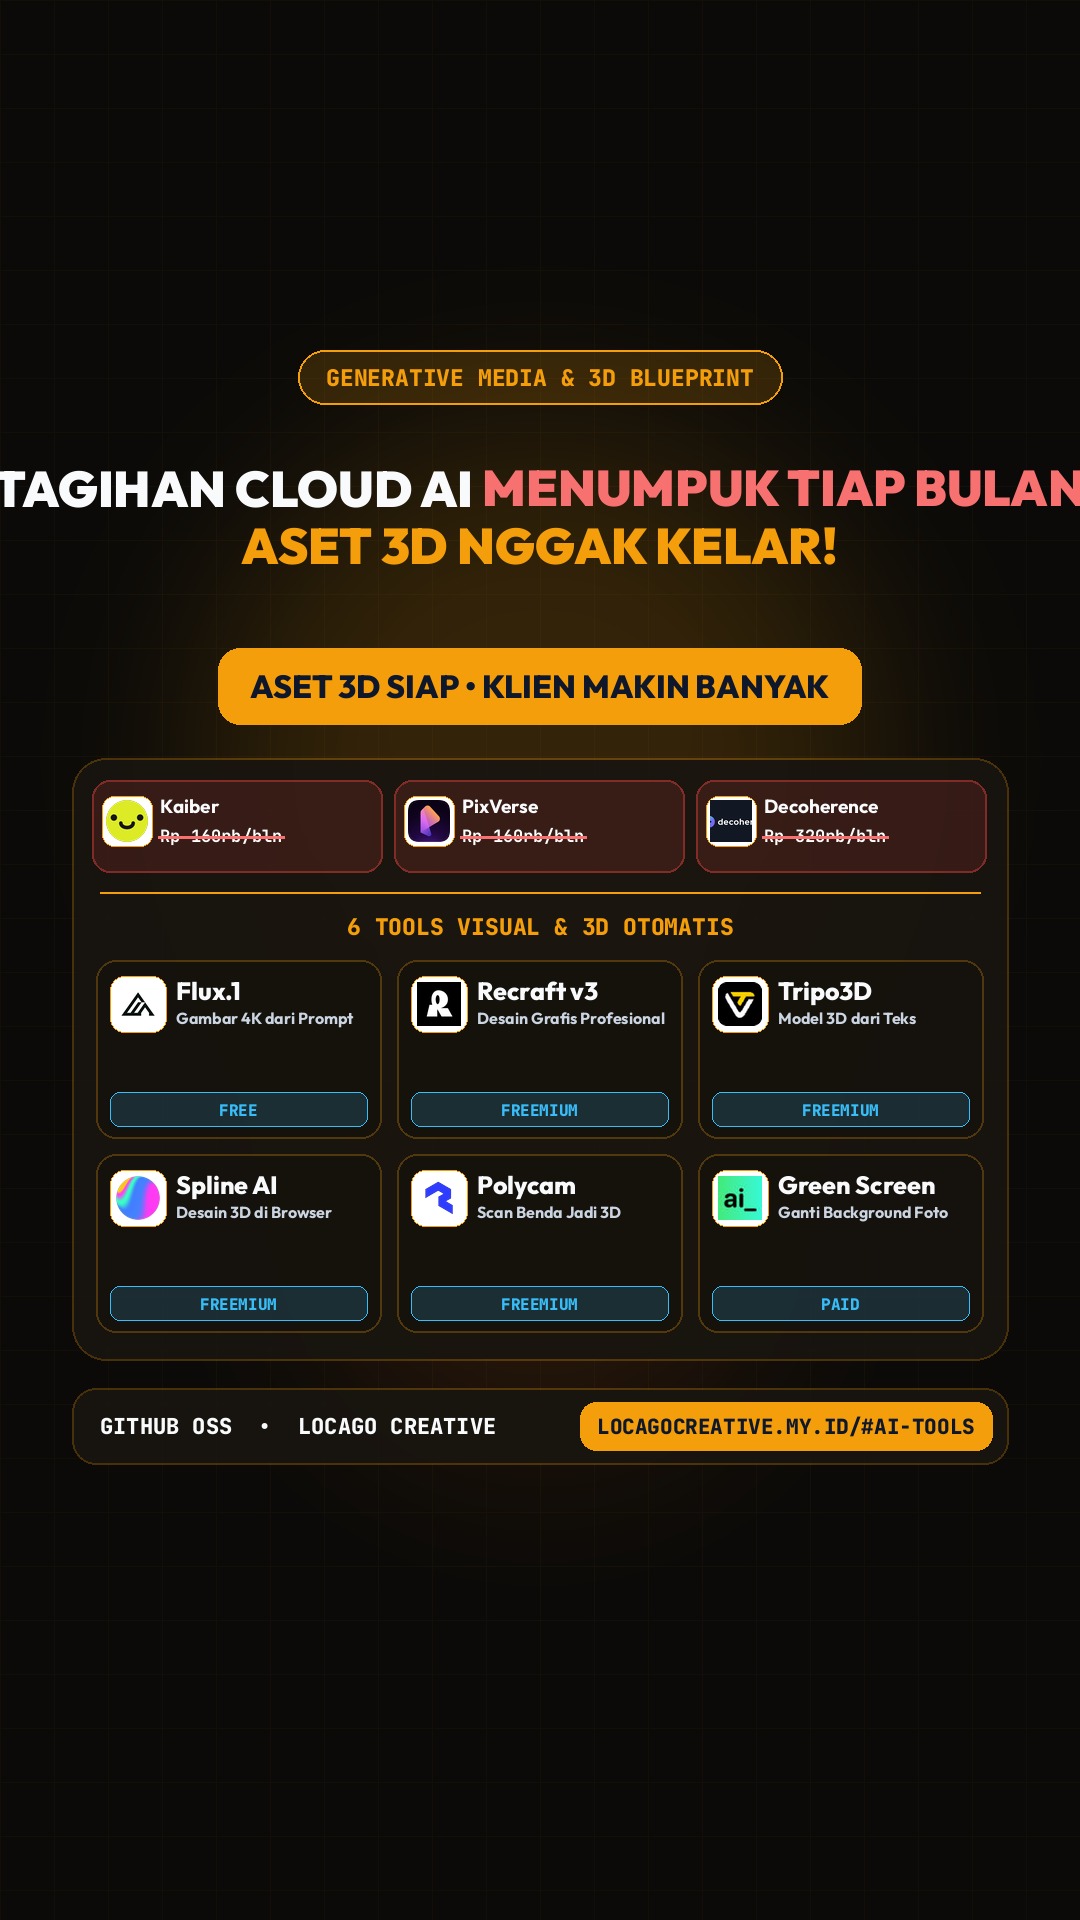 GENERATIVE MEDIA & 3D BLUEPRINT
TAGIHAN CLOUD AI MENUMPUK TIAP BULAN
ASET 3D NGGAK KELAR!
ASET 3D SIAP • KLIEN MAKIN BANYAK
Kaiber
Rp 160rb/bln
PixVerse
Rp 160rb/bln
decoher
Decoherence
Rp 320rb/bln
6 TOOLS VISUAL & 3D OTOMATIS
Flux.1
Gambar 4K dari Prompt
FREE
Recraft v3
Desain Grafis Profesional
FREEMIUM
Tripo3D
Model 3D dari Teks
FREEMIUM
Spline AI
Desain 3D di Browser
FREEMIUM
Polycam
Scan Benda Jadi 3D
FREEMIUM
ai_
Green Screen
Ganti Background Foto
PAID
GITHUB OSS • LOCAGO CREATIVE
LOCAGOCREATIVE.MY.ID/#AI-TOOLS